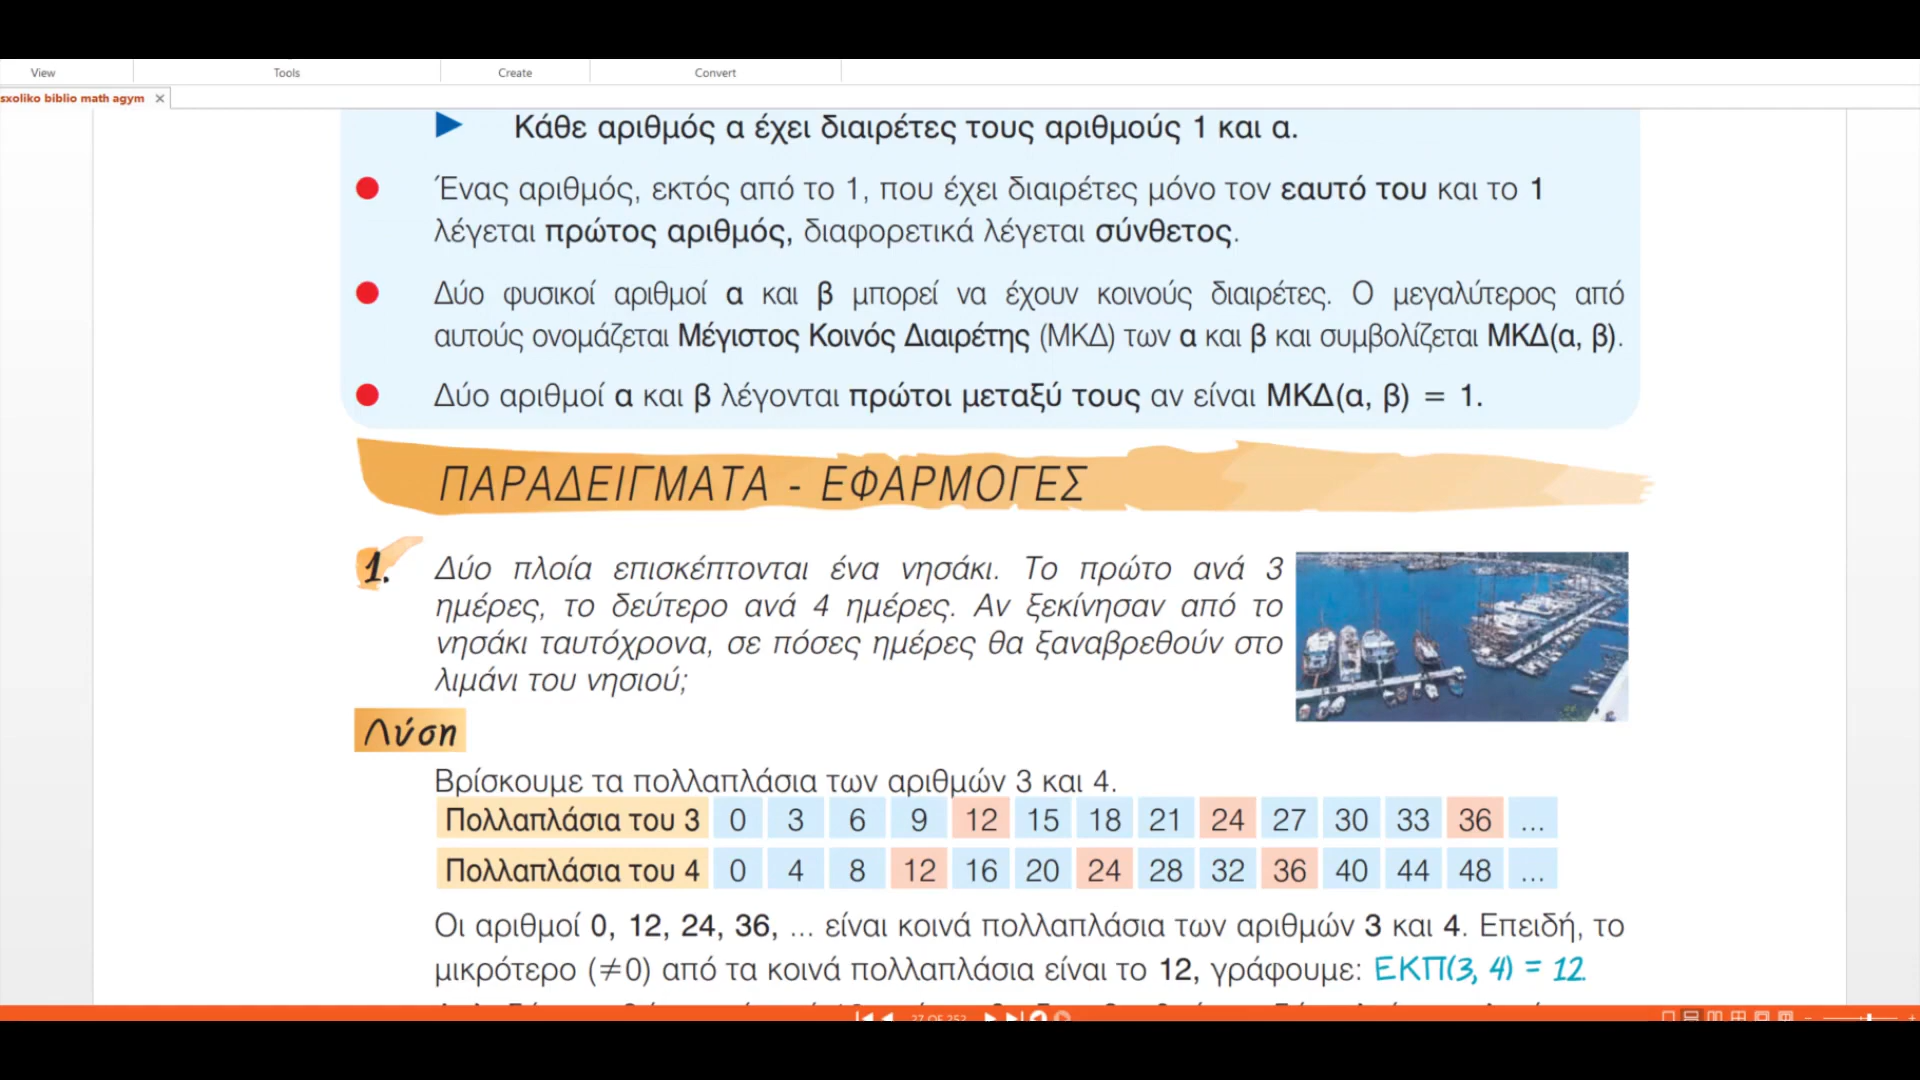 View Tools Create Convert
sxoliko biblio math agym
Κάθε αριθμός α έχει διαιρέτες τους αριθμούς 1 και α.
Ένας αριθμός, εκτός από το 1, που έχει διαιρέτες μόνο τον εαυτό του και το 1
λέγεται πρώτος αριθμός, διαφορετικά λέγεται σύνθετος.
Δύο φυσικοί αριθμοί α και β μπορεί να έχουν κοινούς διαιρέτες. Ο μεγαλύτερος από
αυτούς ονομάζεται Μέγιστος Κοινός Διαιρέτης (ΜΚΔ) των α και β και συμβολίζεται ΜΚΔ(α, β).
Δύο αριθμοί α και β λέγονται πρώτοι μεταξύ τους αν είναι ΜΚΔ(α, β) = 1.
ΠΑΡΑΔΕΙΓΜΑΤΑ - ΕΦΑΡΜΟΓΕΣ
1. Δύο πλοία επισκέπτονται ένα νησάκι. Το πρώτο ανά 3
ημέρες, το δεύτερο ανά 4 ημέρες. Αν ξεκίνησαν από το
νησάκι ταυτόχρονα, σε πόσες ημέρες θα ξαναβρεθούν στο
λιμάνι του νησιού;
Λύση
Βρίσκουμε τα πολλαπλάσια των αριθμών 3 και 4.
Πολλαπλάσια του 3 0 3 6 9 12 15 18 21 24 27 30 33 36 ...
Πολλαπλάσια του 4 0 4 8 12 16 20 24 28 32 36 40 44 48 ...
Οι αριθμοί 0, 12, 24, 36, ... είναι κοινά πολλαπλάσια των αριθμών 3 και 4. Επειδή, το
μικρότερο (≠0) από τα κοινά πολλαπλάσια είναι το 12, γράφουμε: ΕΚΠ(3, 4) = 12.
27 OF 252